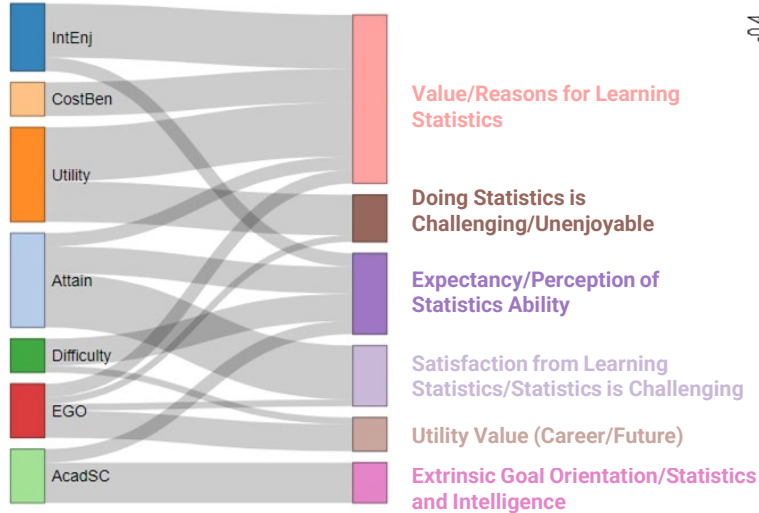 IntEnj
CostBen
Utility
Attain
Difficulty
EGO
AcadSC
Value/Reasons for Learning
Statistics
Doing Statistics is
Challenging/Unenjoyable
Expectancy/Perception of
Statistics Ability
Satisfaction from Learning
Statistics/Statistics is Challenging
Utility Value (Career/Future)
Extrinsic Goal Orientation/Statistics
and Intelligence